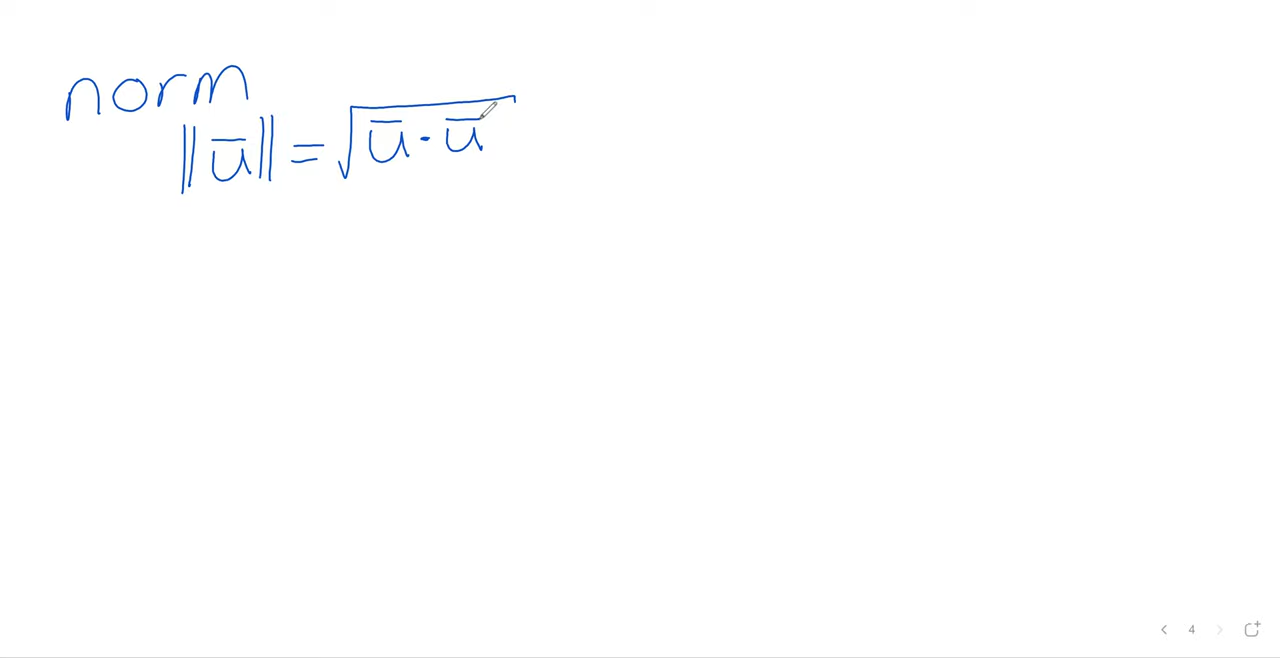 norm
‖ū‖ = √(ū · ū)
4